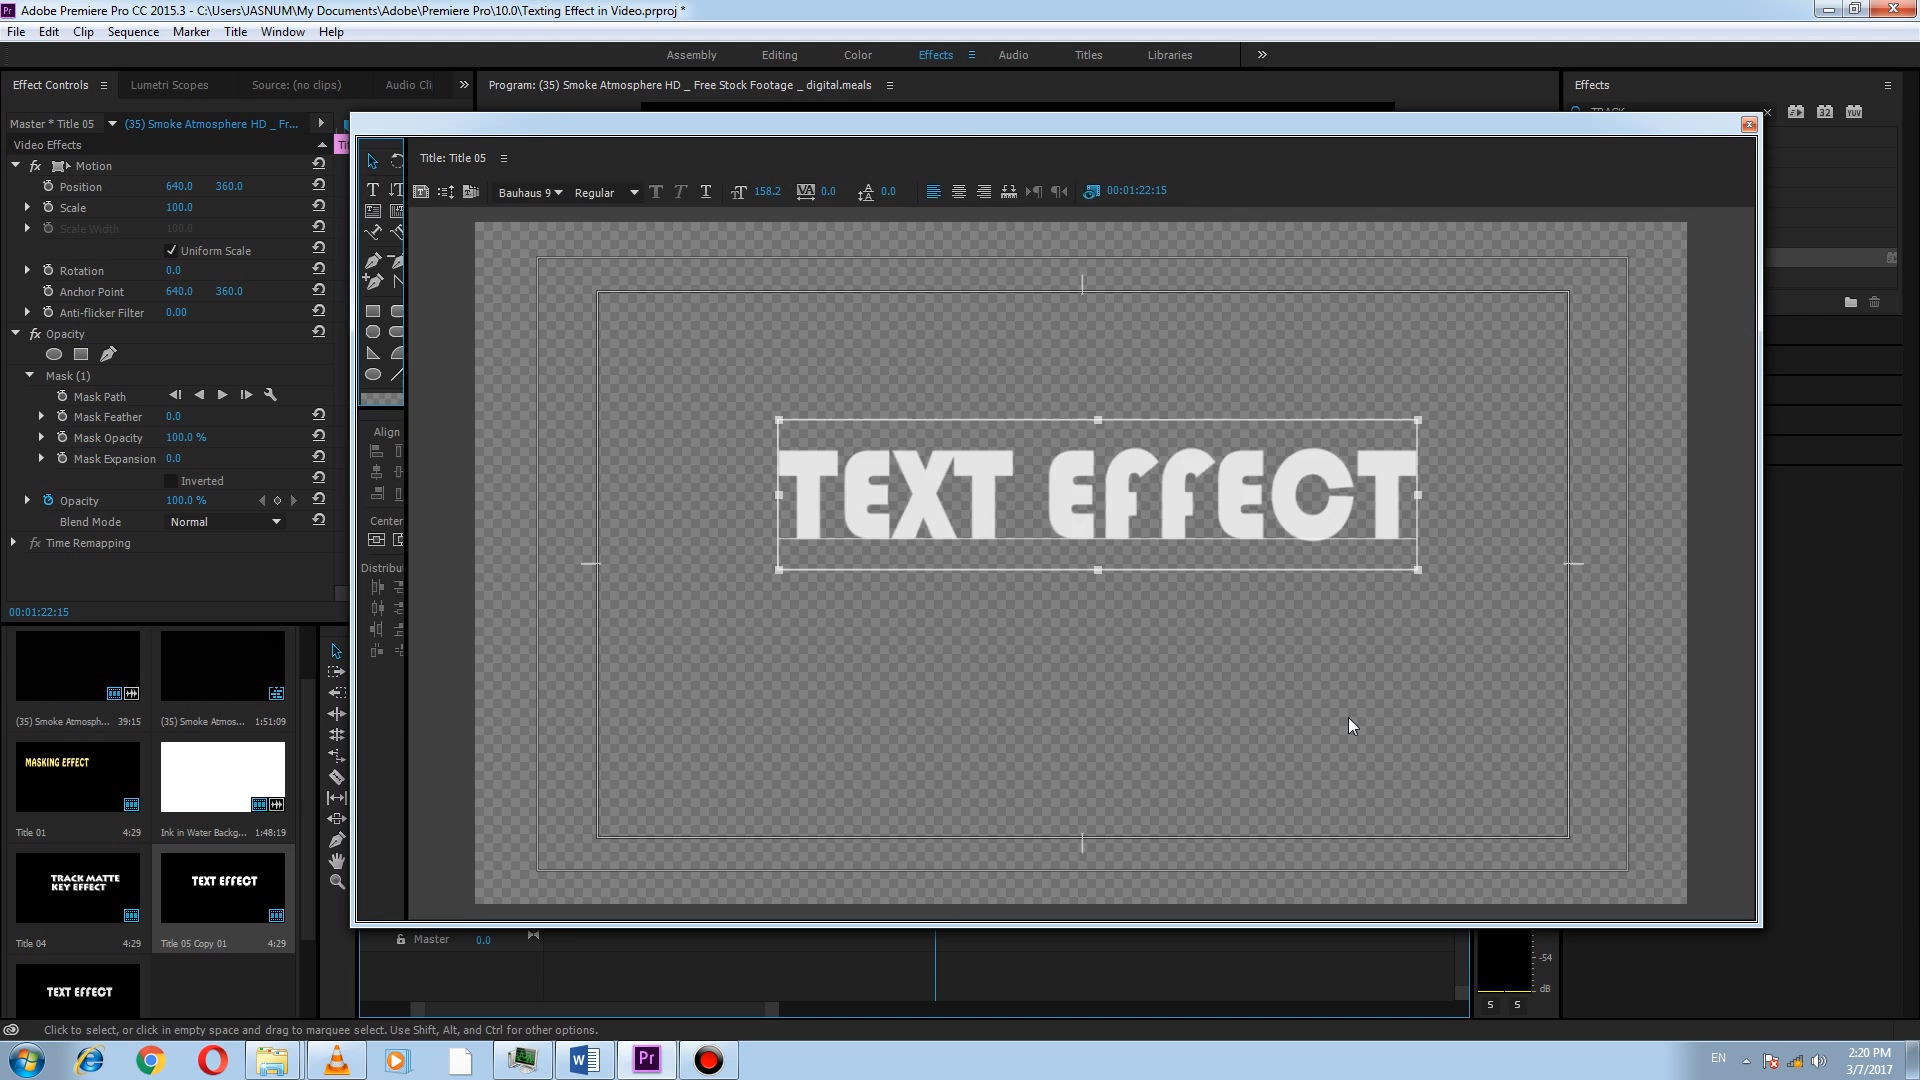 Adobe Premiere Pro CC 2015.3 - C:\Users\JASNUM\My Documents\Adobe\Premiere Pro\10.0\Texting Effect in Video.prproj *
File Edit Clip Sequence Marker Title Window Help
Assembly Editing Color Effects Audio Titles Libraries
Effect Controls Lumetri Scopes Source: (no clips) Audio Cli Program: (35) Smoke Atmosphere HD _ Free Stock Footage _ digital.meals Effects
Master * Title 05 (35) Smoke Atmosphere HD _ Fr...
Video Effects
fx Motion
Position 640.0 360.0
Scale 100.0
Scale Width 100.0
Uniform Scale
Rotation 0.0
Anchor Point 640.0 360.0
Anti-flicker Filter 0.00
fx Opacity
Mask (1)
Mask Path
Mask Feather 0.0
Mask Opacity 100.0 %
Mask Expansion 0.0
Inverted
Opacity 100.0 %
Blend Mode Normal
fx Time Remapping
00:01:22:15
Title: Title 05
Bauhaus 9 Regular T T T 158.2 VA 0.0 0.0 00:01:22:15
Align
Center
Distribut
TEXT EFFECT
(35) Smoke Atmosph... 39:15 (35) Smoke Atmos... 1:51:09
MASKING EFFECT
Title 01 4:29 Ink in Water Backg... 1:48:19
TRACK MATTE
KEY EFFECT
TEXT EFFECT
Title 04 4:29 Title 05 Copy 01 4:29
TEXT EFFECT
Master 0.0
-54
dB
S S
32 YUV
Click to select, or click in empty space and drag to marquee select. Use Shift, Alt, and Ctrl for other options.
EN
2:20 PM
3/7/2017